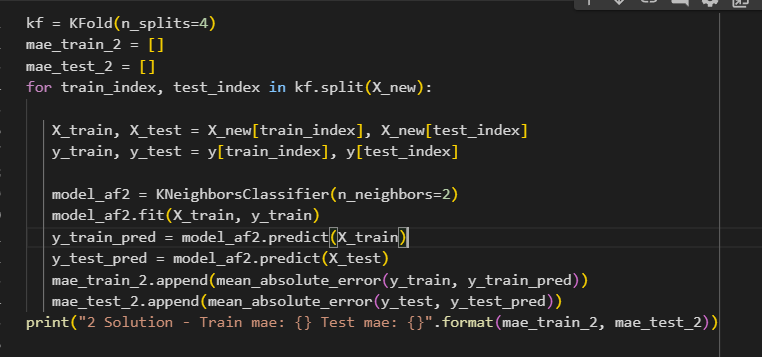 kf = KFold(n_splits=4)
mae_train_2 = []
mae_test_2 = []
for train_index, test_index in kf.split(X_new):
    X_train, X_test = X_new[train_index], X_new[test_index]
    y_train, y_test = y[train_index], y[test_index]
    model_af2 = KNeighborsClassifier(n_neighbors=2)
    model_af2.fit(X_train, y_train)
    y_train_pred = model_af2.predict(X_train)
    y_test_pred = model_af2.predict(X_test)
    mae_train_2.append(mean_absolute_error(y_train, y_train_pred))
    mae_test_2.append(mean_absolute_error(y_test, y_test_pred))
print("2 Solution - Train mae: {} Test mae: {}".format(mae_train_2, mae_test_2))